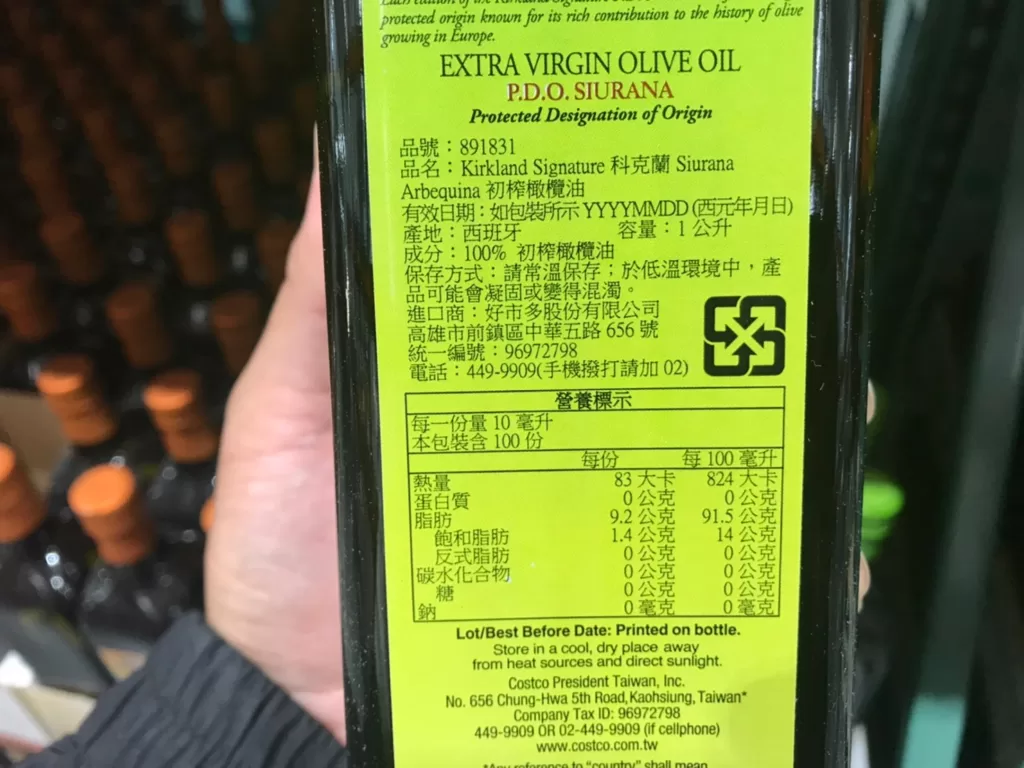 Each edition of the Kirkland Signature
protected origin known for its rich contribution to the history of olive
growing in Europe.
EXTRA VIRGIN OLIVE OIL
P.D.O. SIURANA
Protected Designation of Origin
品號：891831
品名：Kirkland Signature 科克蘭 Siurana
Arbequina 初榨橄欖油
有效日期：如包裝所示 YYYYMMDD (西元年月日)
產地：西班牙 容量：1 公升
成分：100% 初榨橄欖油
保存方式：請常溫保存；於低溫環境中，產
品可能會凝固或變得混濁。
進口商：好市多股份有限公司
高雄市前鎮區中華五路 656 號
統一編號：96972798
電話：449-9909(手機撥打請加 02)
營養標示
每一份量 10 毫升
本包裝含 100 份
每份 每 100 毫升
熱量 83 大卡 824 大卡
蛋白質 0 公克 0 公克
脂肪 9.2 公克 91.5 公克
飽和脂肪 1.4 公克 14 公克
反式脂肪 0 公克 0 公克
碳水化合物 0 公克 0 公克
糖 0 公克 0 公克
鈉 0 毫克 0 毫克
Lot/Best Before Date: Printed on bottle.
Store in a cool, dry place away
from heat sources and direct sunlight.
Costco President Taiwan, Inc.
No. 656 Chung-Hwa 5th Road, Kaohsiung, Taiwan*
Company Tax ID: 96972798
449-9909 OR 02-449-9909 (if cellphone)
www.costco.com.tw
*Any reference to "country" shall mean